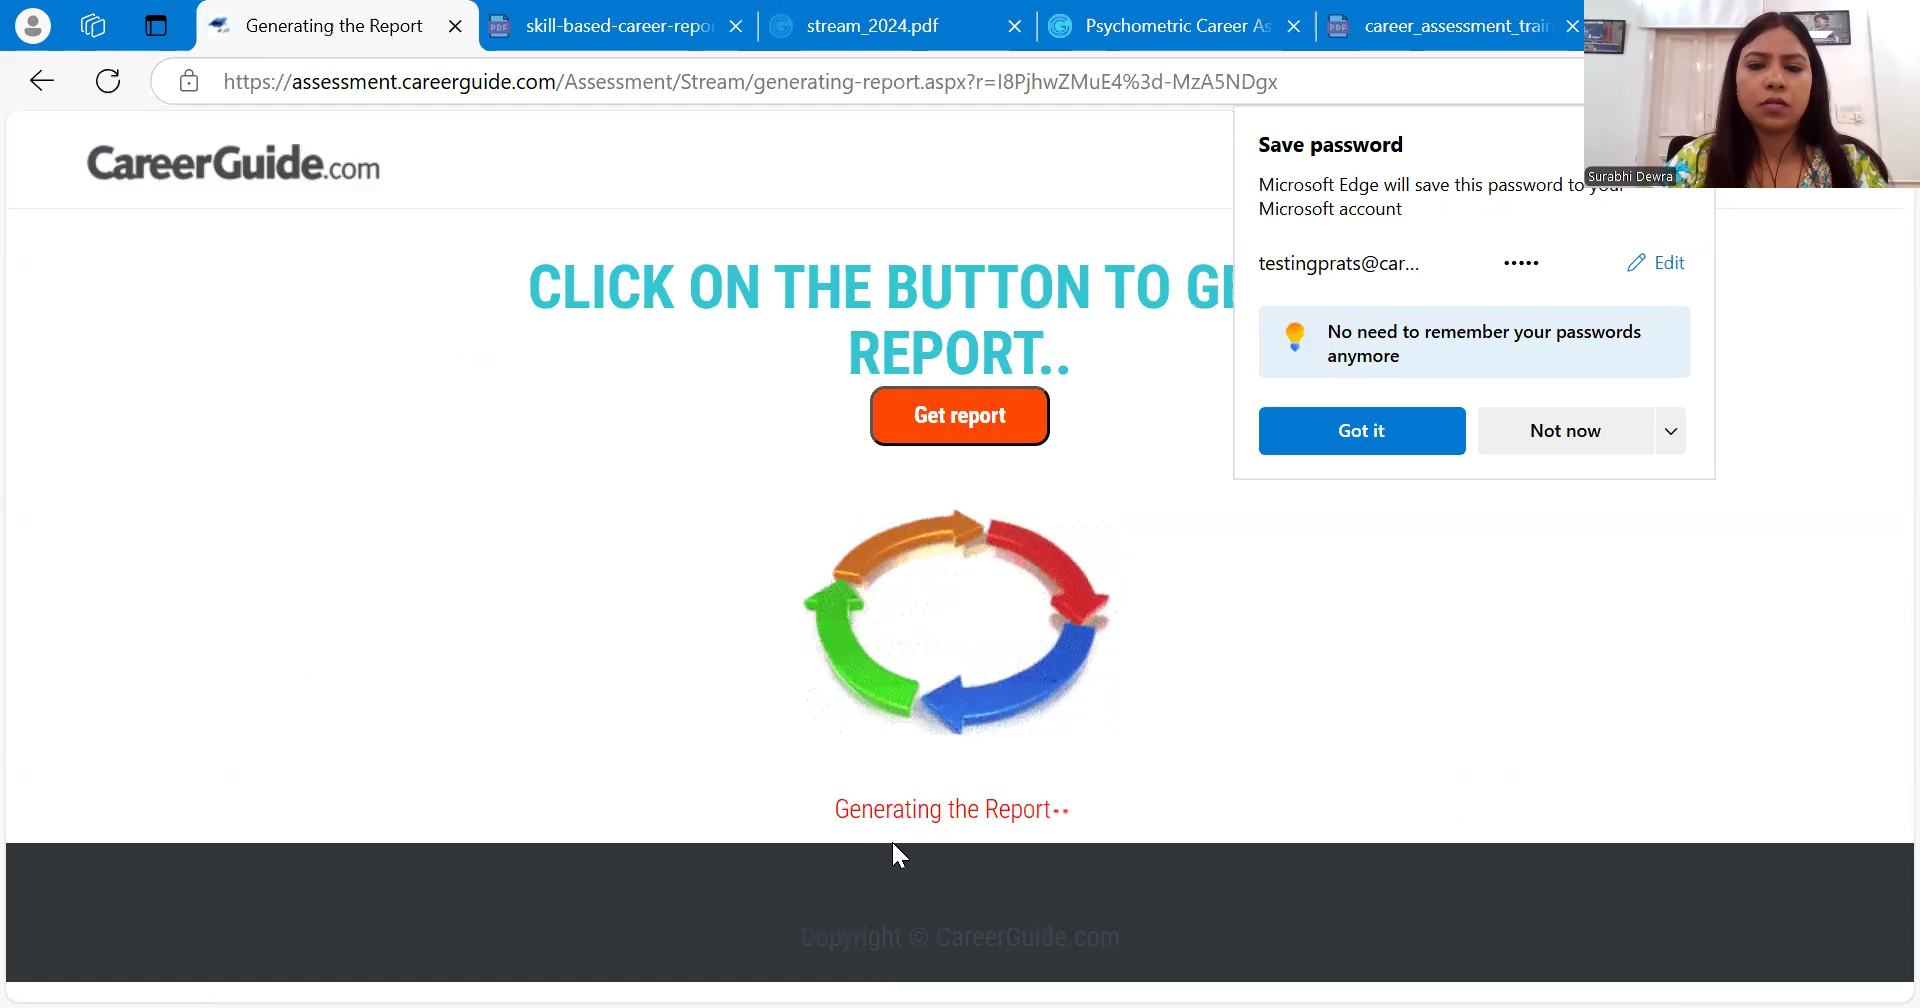 Generating the Report
skill-based-career-repo
stream_2024.pdf
Psychometric Career As
career_assessment_train
https://assessment.careerguide.com/Assessment/Stream/generating-report.aspx?r=I8PjhwZMuE4%3d-MzA5NDgx
CareerGuide.com
Save password
Microsoft Edge will save this password to your
Microsoft account
Surabhi Dewra
testingprats@car...
•••••
Edit
No need to remember your passwords
anymore
Got it
Not now
CLICK ON THE BUTTON TO GE
REPORT..
Get report
Generating the Report..
Copyright © CareerGuide.com